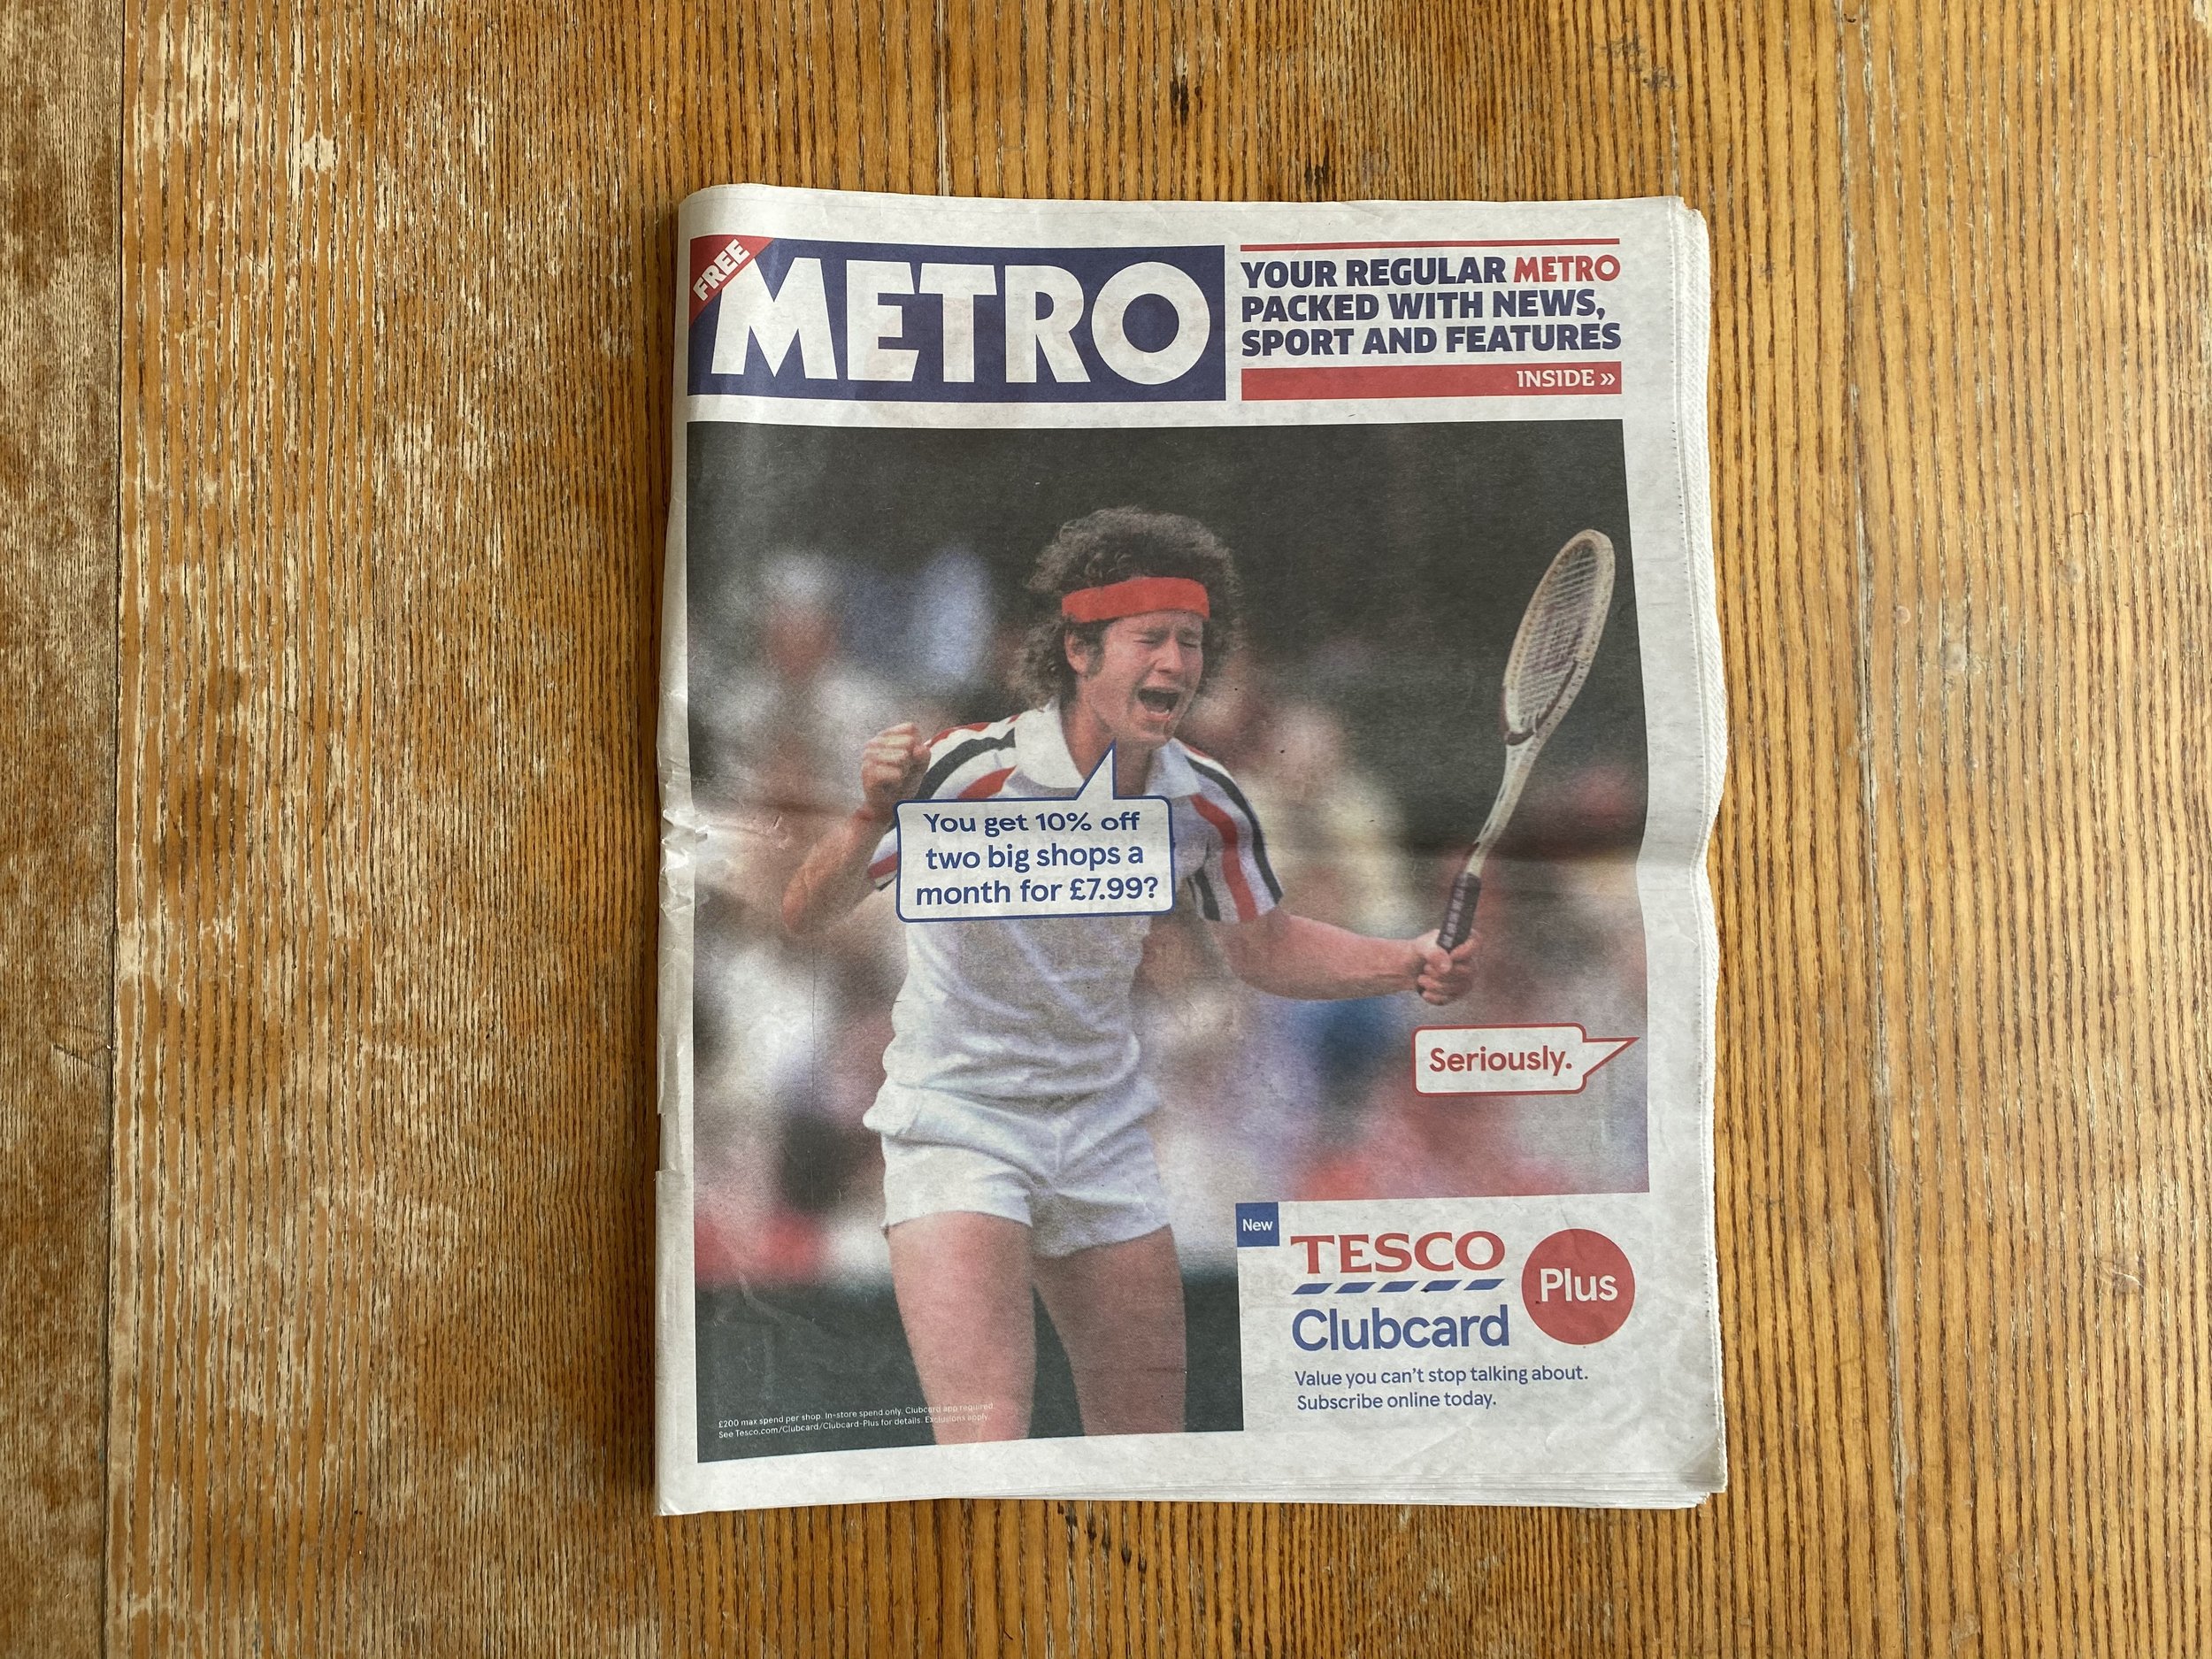 FREE
METRO
YOUR REGULAR METRO
PACKED WITH NEWS,
SPORT AND FEATURES
INSIDE »
You get 10% off
two big shops a
month for £7.99?
Seriously.
New
TESCO
Clubcard
Plus
Value you can't stop talking about.
Subscribe online today.
£200 max spend per shop. In-store spend only. Clubcard app required.
See Tesco.com/Clubcard/Clubcard-Plus for details. Exclusions apply.